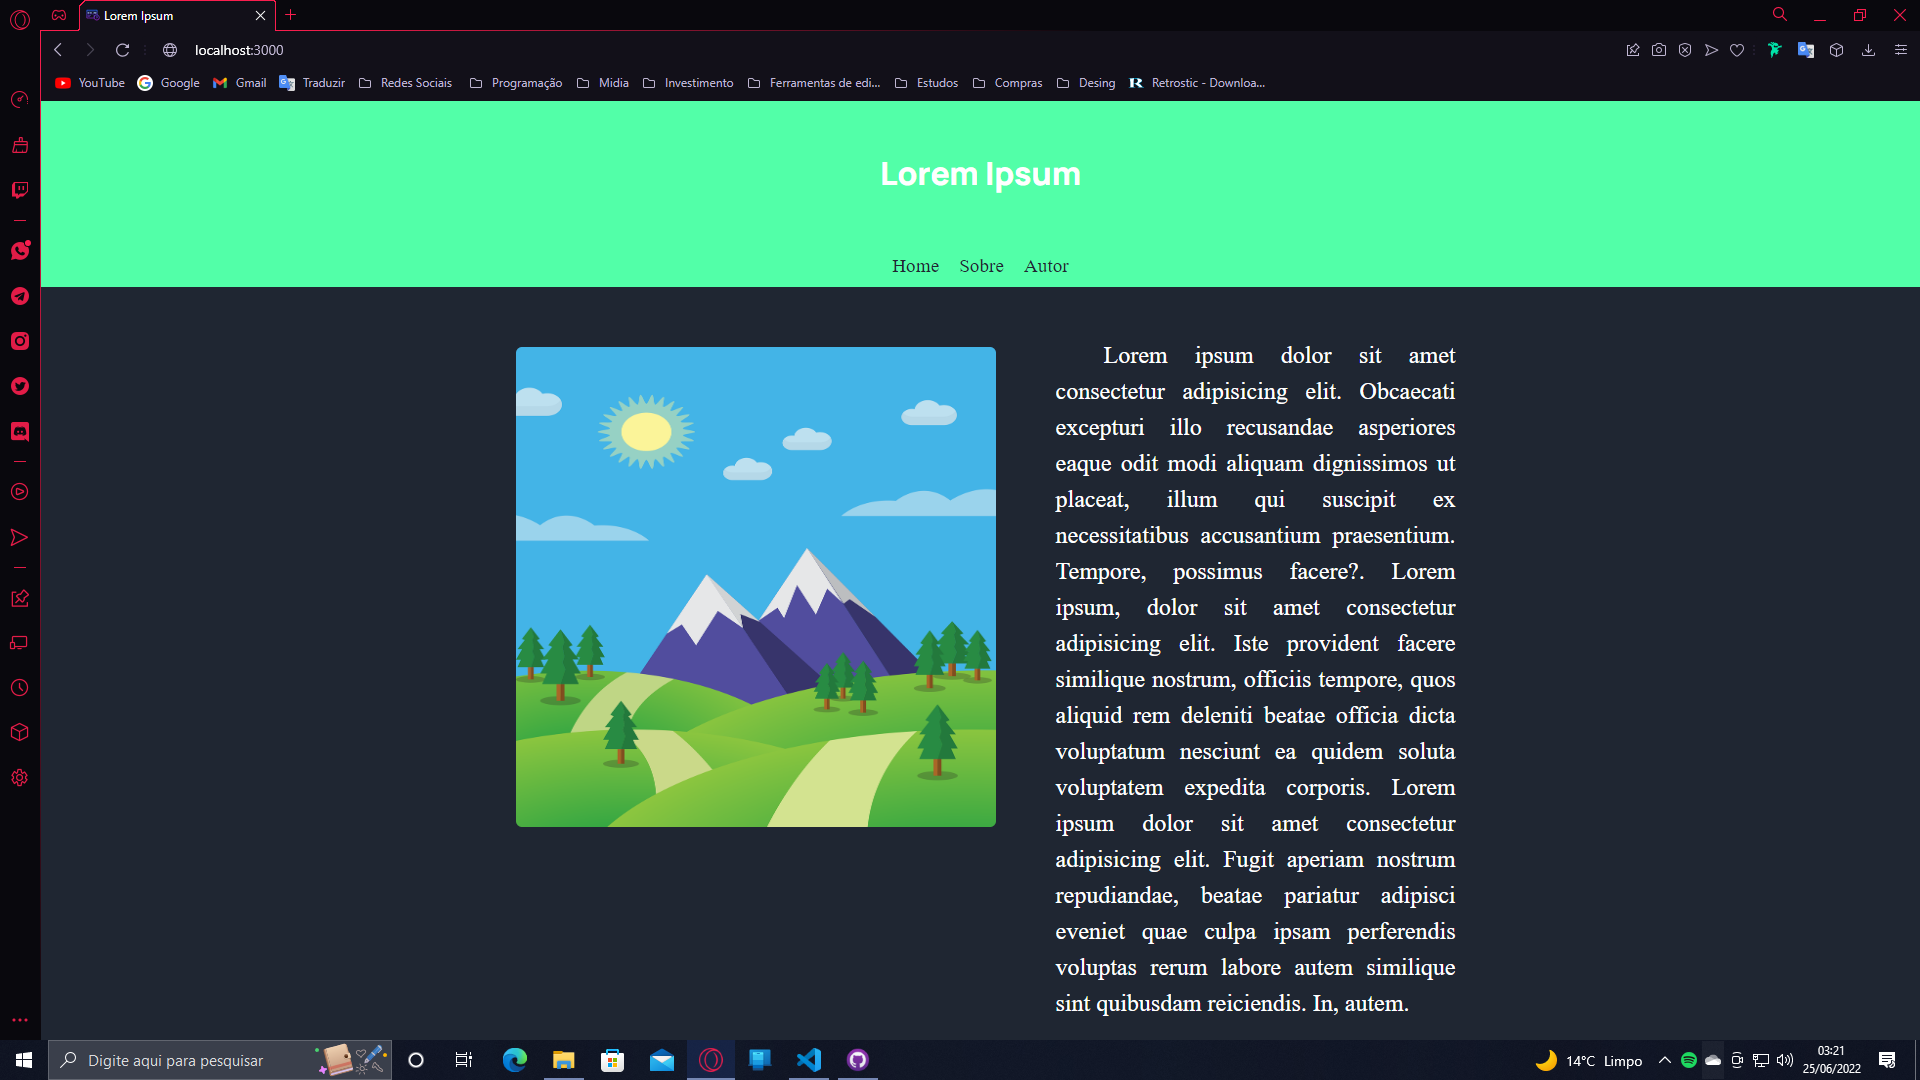 Lorem Ipsum
localhost:3000
YouTube Google Gmail Traduzir Redes Sociais Programação Midia Investimento Ferramentas de edi... Estudos Compras Desing Retrostic - Downloa...
Lorem Ipsum
Home Sobre Autor
Lorem ipsum dolor sit amet
consectetur adipisicing elit. Obcaecati
excepturi illo recusandae asperiores
eaque odit modi aliquam dignissimos ut
placeat, illum qui suscipit ex
necessitatibus accusantium praesentium.
Tempore, possimus facere?. Lorem
ipsum, dolor sit amet consectetur
adipisicing elit. Iste provident facere
similique nostrum, officiis tempore, quos
aliquid rem deleniti beatae officia dicta
voluptatum nesciunt ea quidem soluta
voluptatem expedita corporis. Lorem
ipsum dolor sit amet consectetur
adipisicing elit. Fugit aperiam nostrum
repudiandae, beatae pariatur adipisci
eveniet quae culpa ipsam perferendis
voluptas rerum labore autem similique
sint quibusdam reiciendis. In, autem.
Digite aqui para pesquisar
14°C Limpo
03:21
25/06/2022